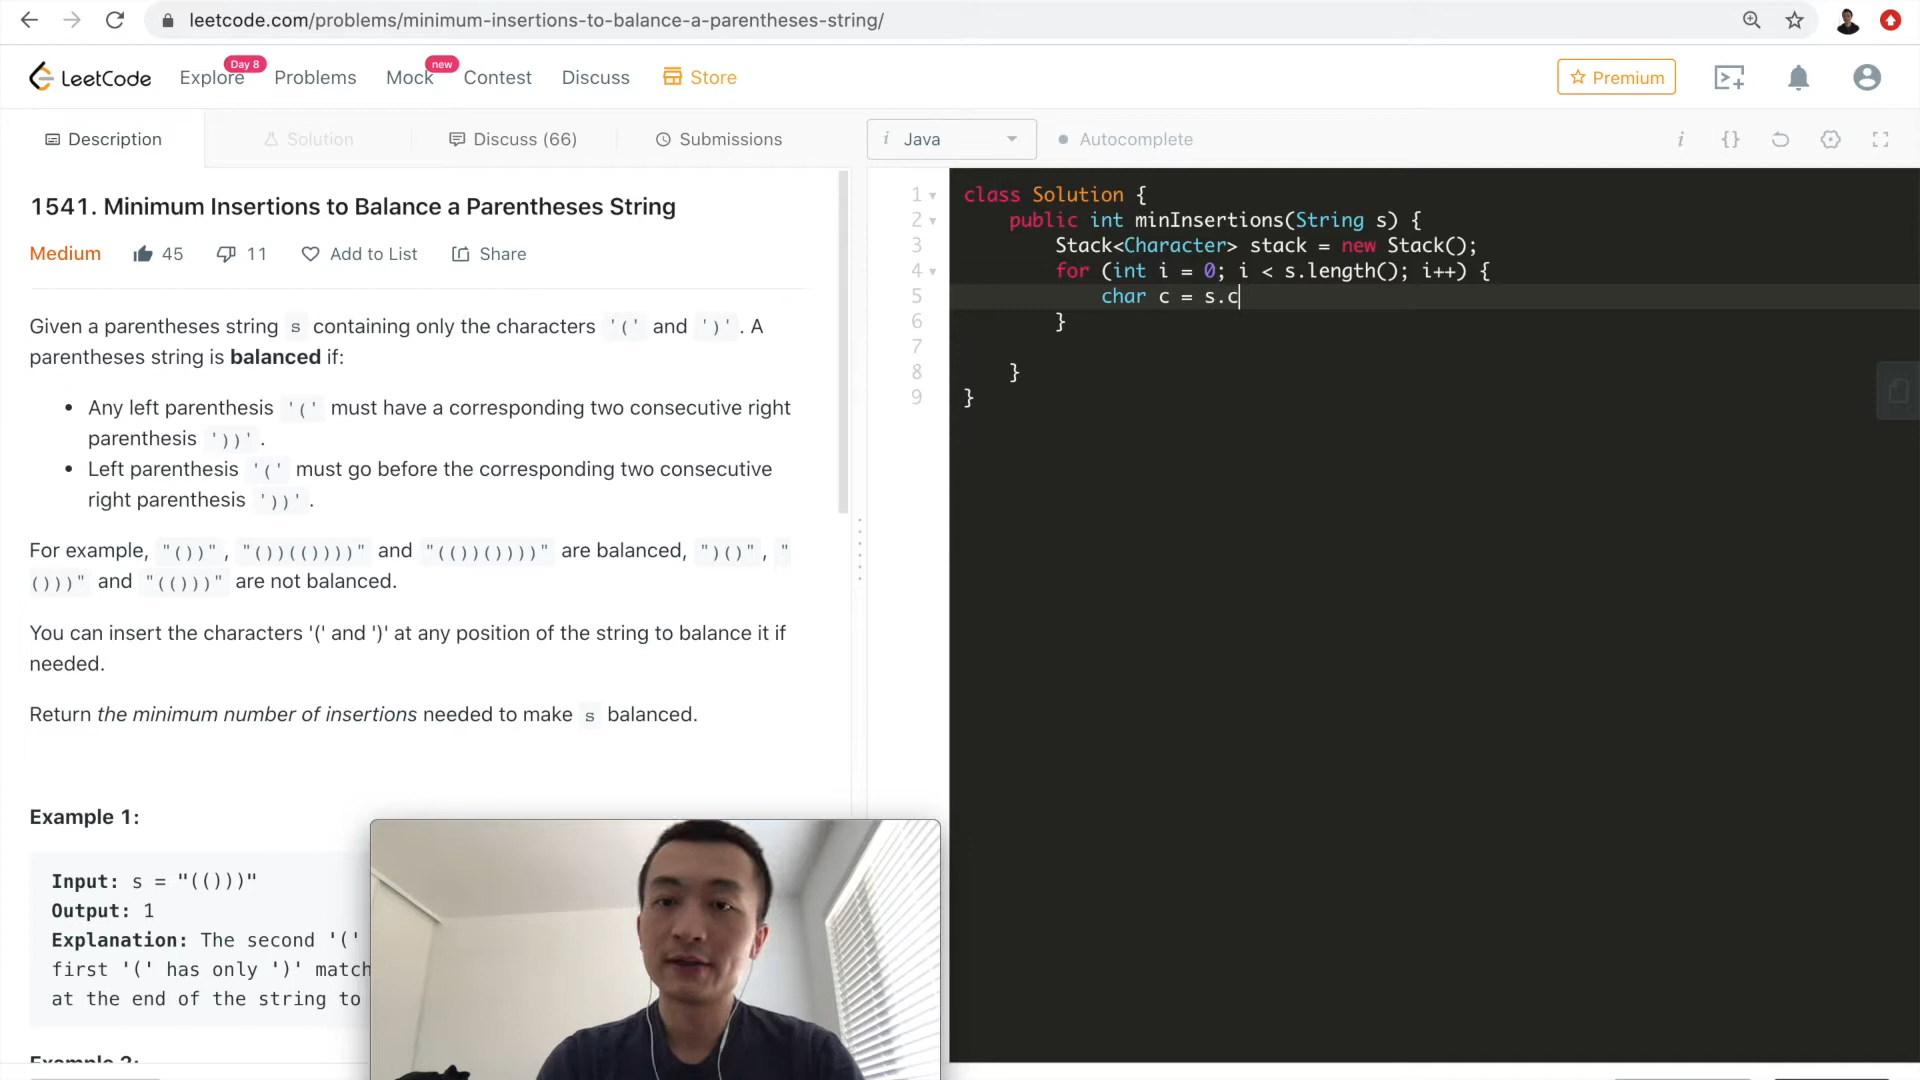 leetcode.com/problems/minimum-insertions-to-balance-a-parentheses-string/
LeetCode Explore Day 8 Problems Mock new Contest Discuss Store Premium
Description Solution Discuss (66) Submissions
i Java Autocomplete i {}
1541. Minimum Insertions to Balance a Parentheses String
Medium 45 11 Add to List Share
Given a parentheses string s containing only the characters '(' and ')'. A
parentheses string is balanced if:
• Any left parenthesis '(' must have a corresponding two consecutive right
parenthesis '))'.
• Left parenthesis '(' must go before the corresponding two consecutive
right parenthesis '))'.
For example, "())", "())(())))" and "(())())))" are balanced, ")()", "
()))" and "(()))" are not balanced.
You can insert the characters '(' and ')' at any position of the string to balance it if
needed.
Return the minimum number of insertions needed to make s balanced.
Example 1:
Input: s = "(()))"
Output: 1
Explanation: The second '('
first '(' has only ')' match
at the end of the string to
Example 2:
1 class Solution {
2 public int minInsertions(String s) {
3 Stack<Character> stack = new Stack();
4 for (int i = 0; i < s.length(); i++) {
5 char c = s.c
6 }
7
8 }
9 }